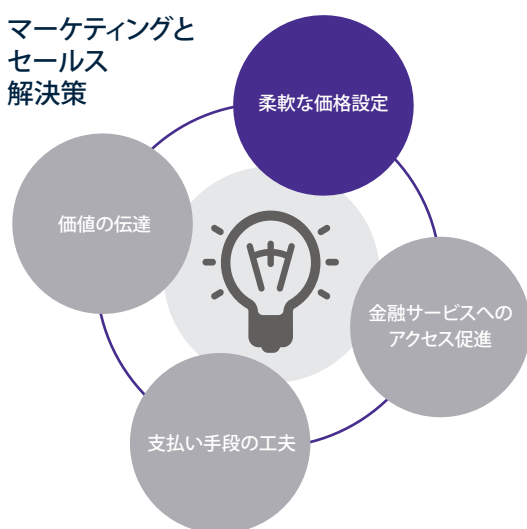 マーケティングと
セールス
解決策
柔軟な価格設定
価値の伝達
金融サービスへの
アクセス促進
支払い手段の工夫